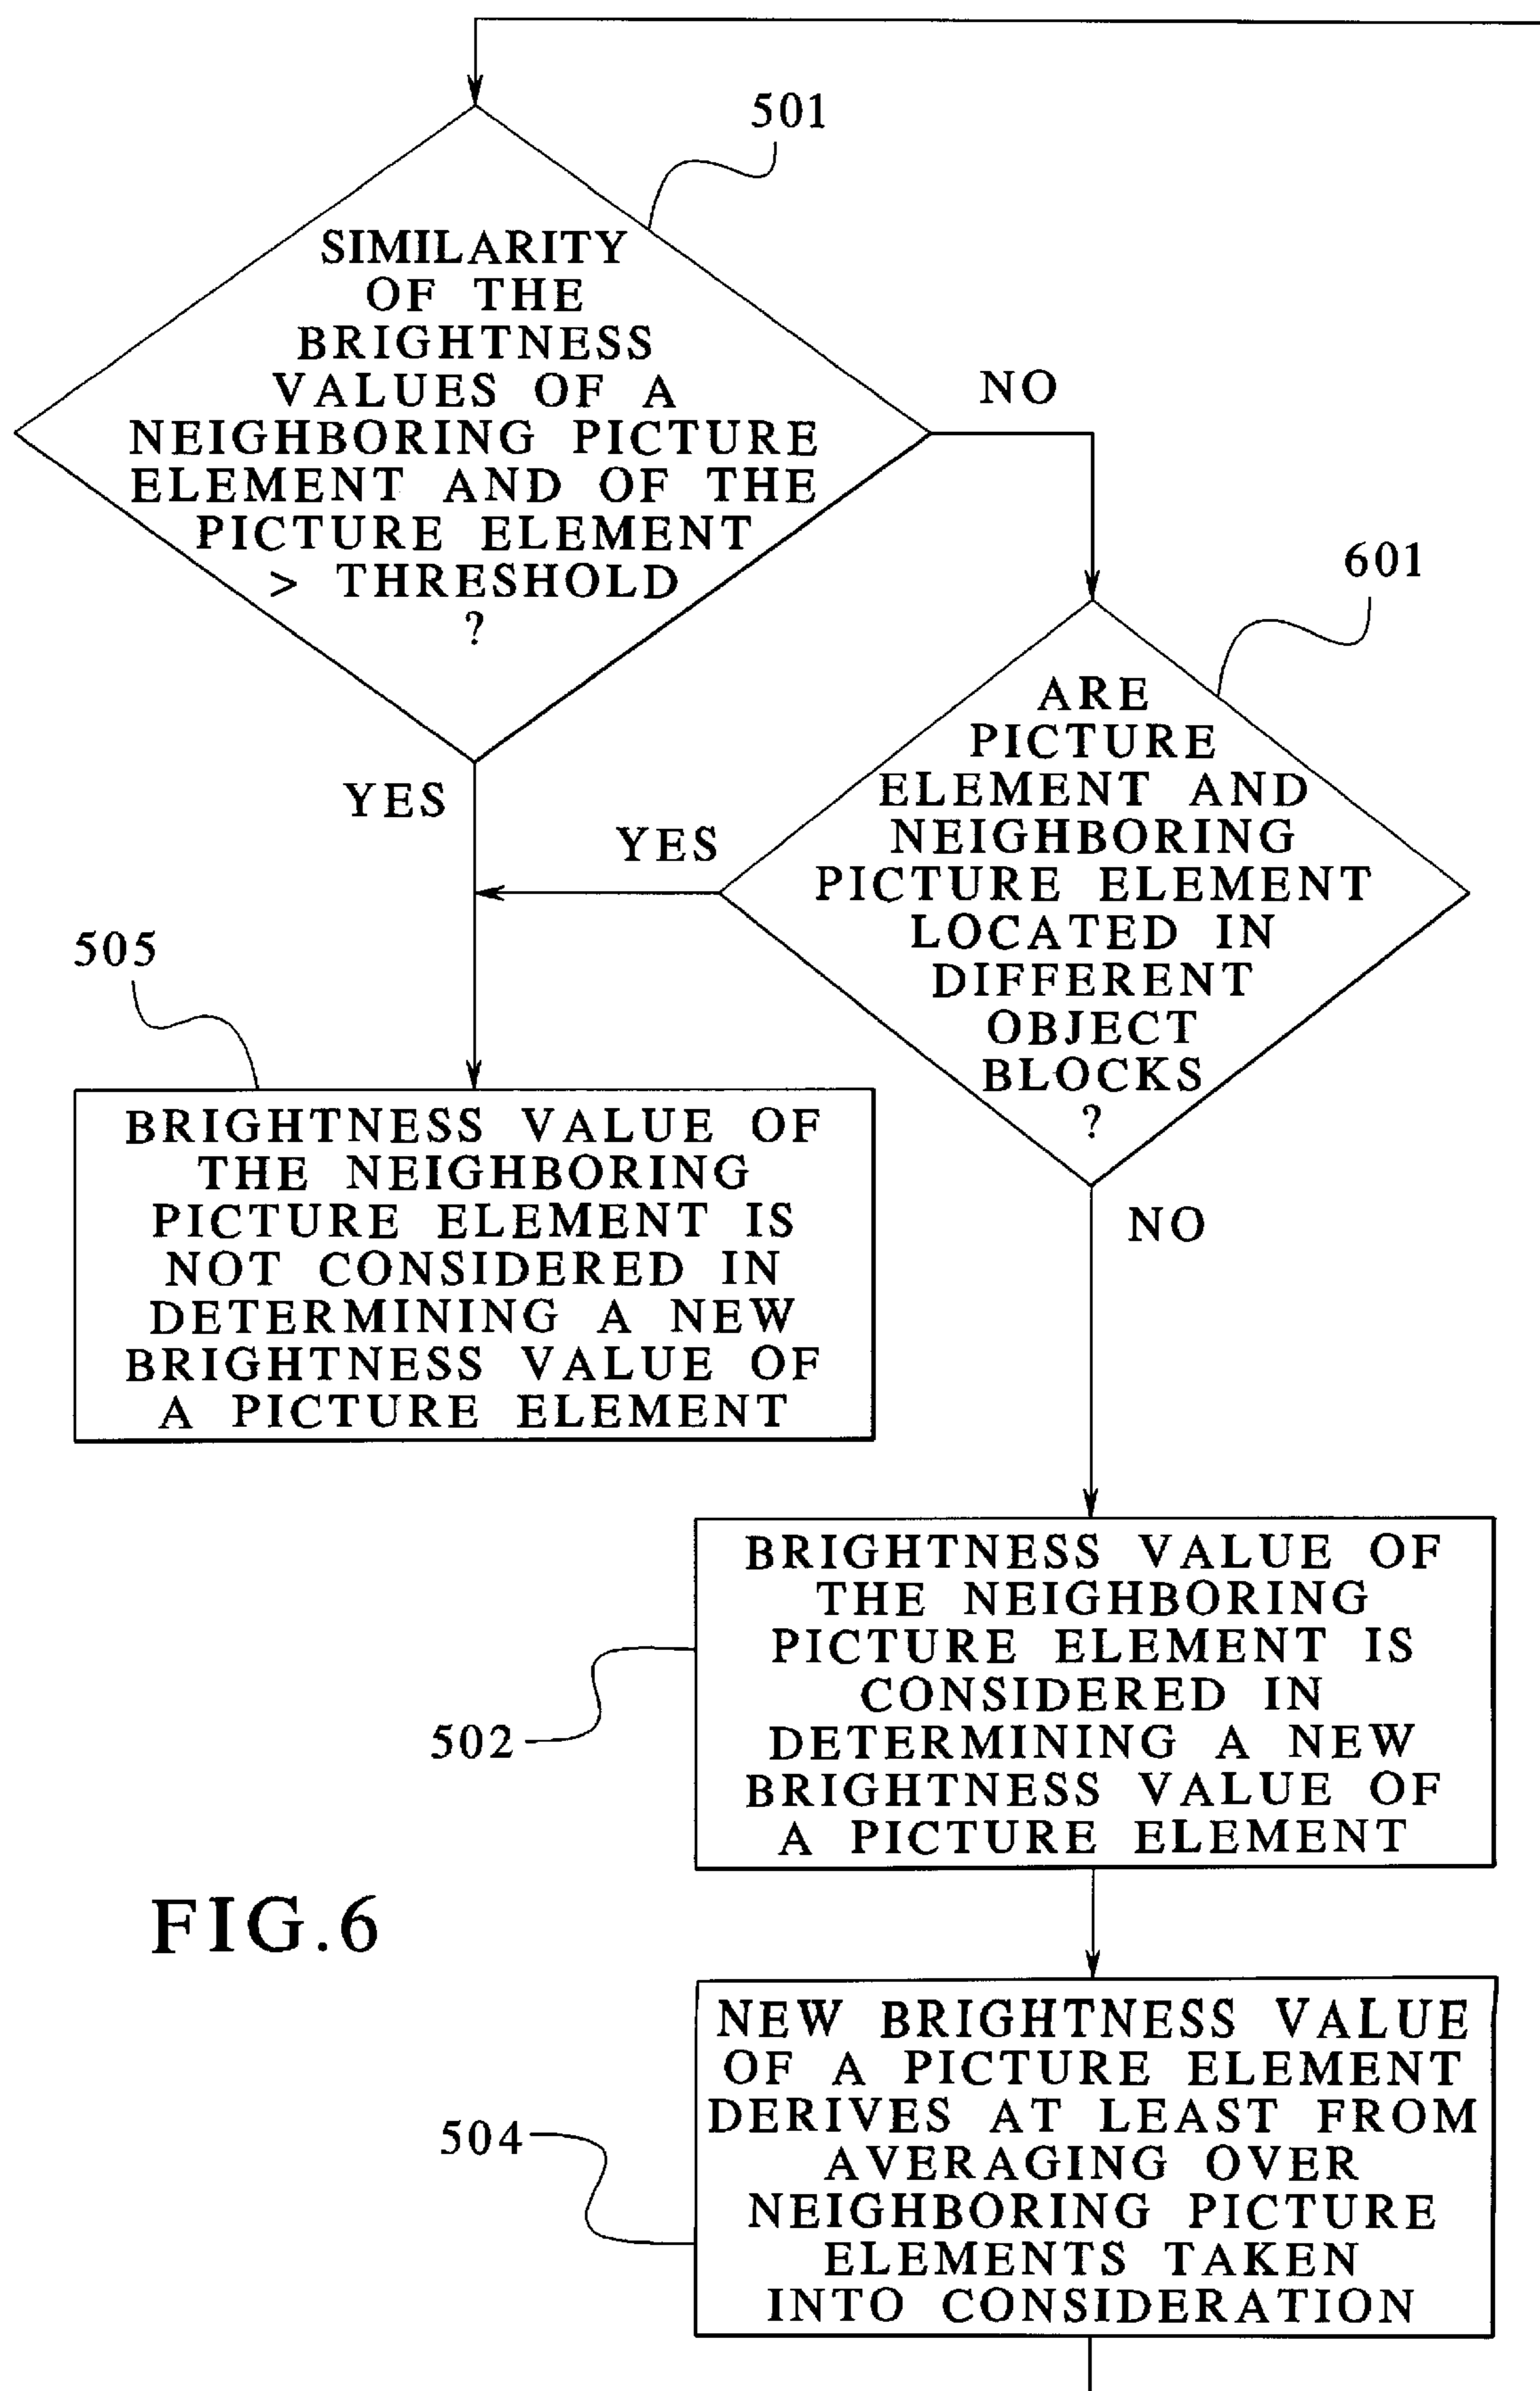 501
SIMILARITY
OF THE
BRIGHTNESS
VALUES OF A
NEIGHBORING PICTURE
ELEMENT AND OF THE
PICTURE ELEMENT
> THRESHOLD
?
NO
YES
601
ARE
PICTURE
ELEMENT AND
NEIGHBORING
PICTURE ELEMENT
LOCATED IN
DIFFERENT
OBJECT
BLOCKS
?
YES
NO
505
BRIGHTNESS VALUE OF
THE NEIGHBORING
PICTURE ELEMENT IS
NOT CONSIDERED IN
DETERMINING A NEW
BRIGHTNESS VALUE OF
A PICTURE ELEMENT
BRIGHTNESS VALUE OF
THE NEIGHBORING
PICTURE ELEMENT IS
CONSIDERED IN
DETERMINING A NEW
BRIGHTNESS VALUE OF
A PICTURE ELEMENT
502
FIG.6
NEW BRIGHTNESS VALUE
OF A PICTURE ELEMENT
DERIVES AT LEAST FROM
AVERAGING OVER
NEIGHBORING PICTURE
ELEMENTS TAKEN
INTO CONSIDERATION
504